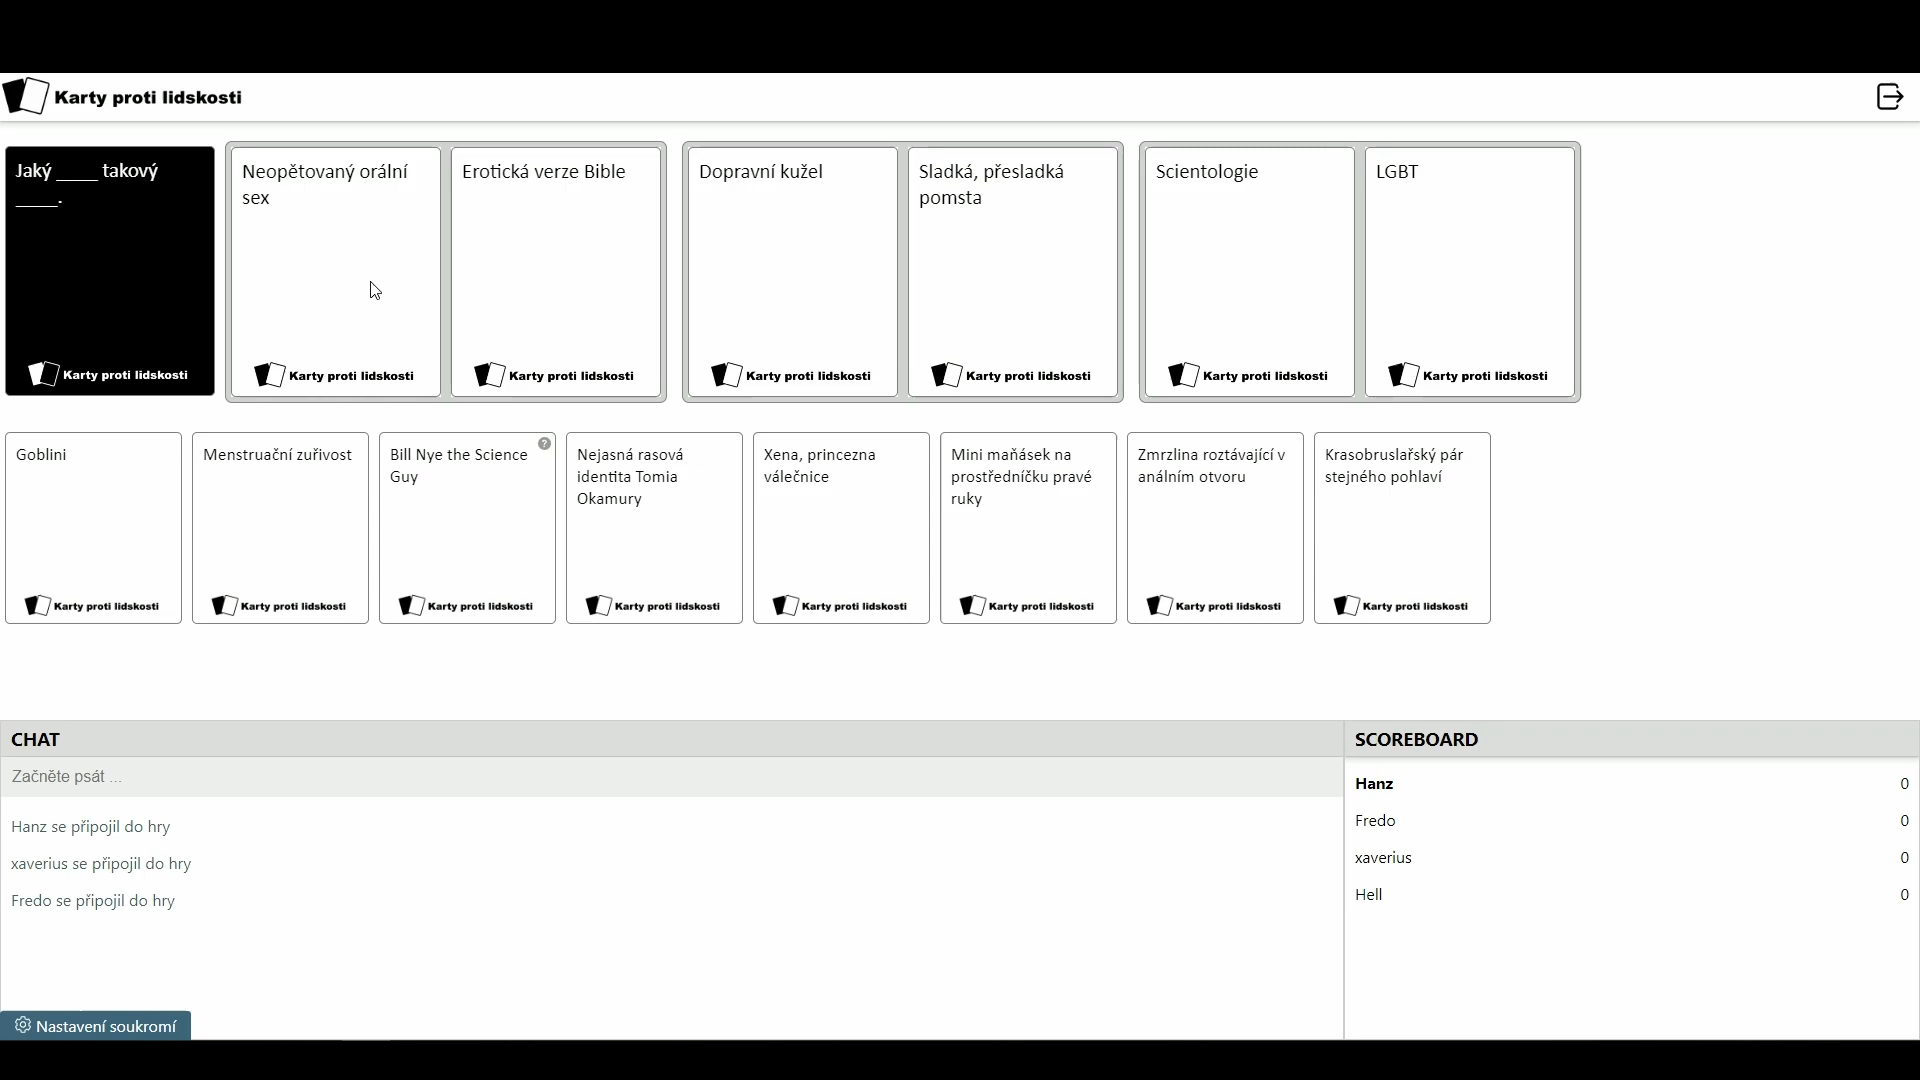 Karty proti lidskosti
Jaký ____ takový
____.
Karty proti lidskosti
Neopětovaný orální
sex
Karty proti lidskosti
Erotická verze Bible
Karty proti lidskosti
Dopravní kužel
Karty proti lidskosti
Sladká, přesladká
pomsta
Karty proti lidskosti
Scientologie
Karty proti lidskosti
LGBT
Karty proti lidskosti
Goblini
Karty proti lidskosti
Menstruační zuřivost
Karty proti lidskosti
Bill Nye the Science
Guy
?
Karty proti lidskosti
Nejasná rasová
identita Tomia
Okamury
Karty proti lidskosti
Xena, princezna
válečnice
Karty proti lidskosti
Mini maňásek na
prostředníčku pravé
ruky
Karty proti lidskosti
Zmrzlina roztávající v
análním otvoru
Karty proti lidskosti
Krasobruslařský pár
stejného pohlaví
Karty proti lidskosti
CHAT
Začněte psát ...
Hanz se připojil do hry
xaverius se připojil do hry
Fredo se připojil do hry
Nastavení soukromí
SCOREBOARD
Hanz 0
Fredo 0
xaverius 0
Hell 0